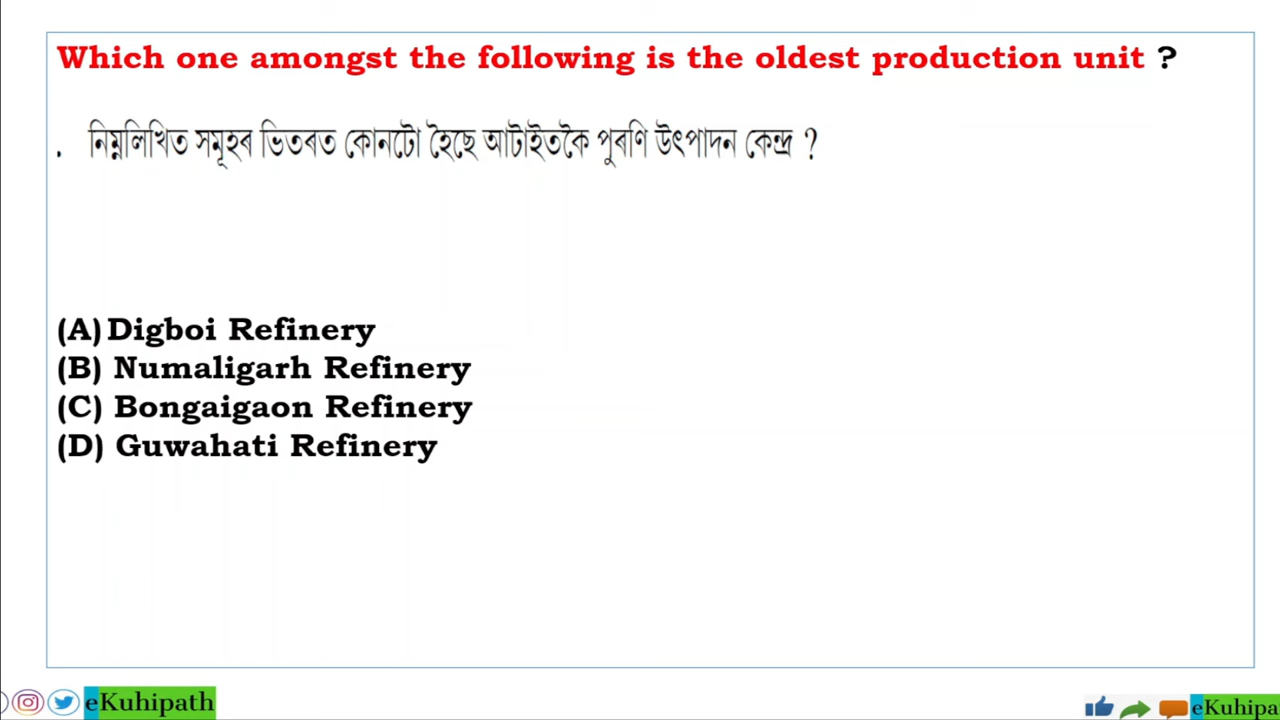 Which one amongst the following is the oldest production unit ?
. নিম্নলিখিত সমূহৰ ভিতৰত কোনটো হৈছে আটাইতকৈ পুৰণি উৎপাদন কেন্দ্ৰ ?
(A) Digboi Refinery
(B) Numaligarh Refinery
(C) Bongaigaon Refinery
(D) Guwahati Refinery
eKuhipath
eKuhipa